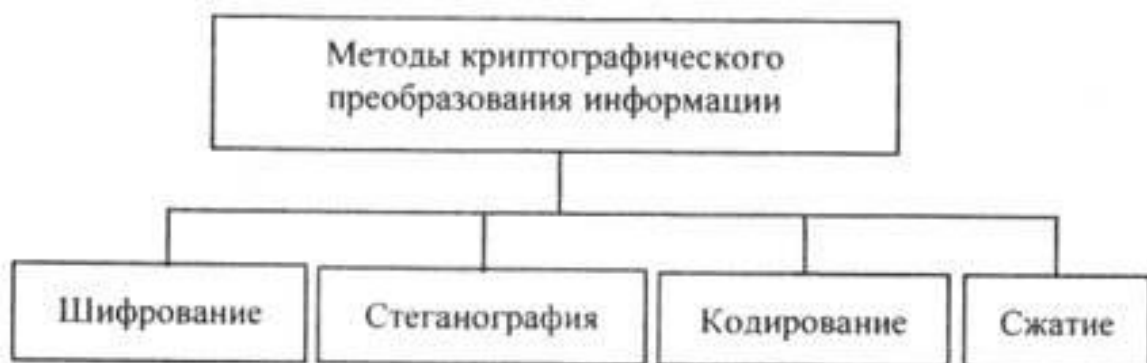 Методы криптографического
преобразования информации
Шифрование
Стеганография
Кодирование
Сжатие